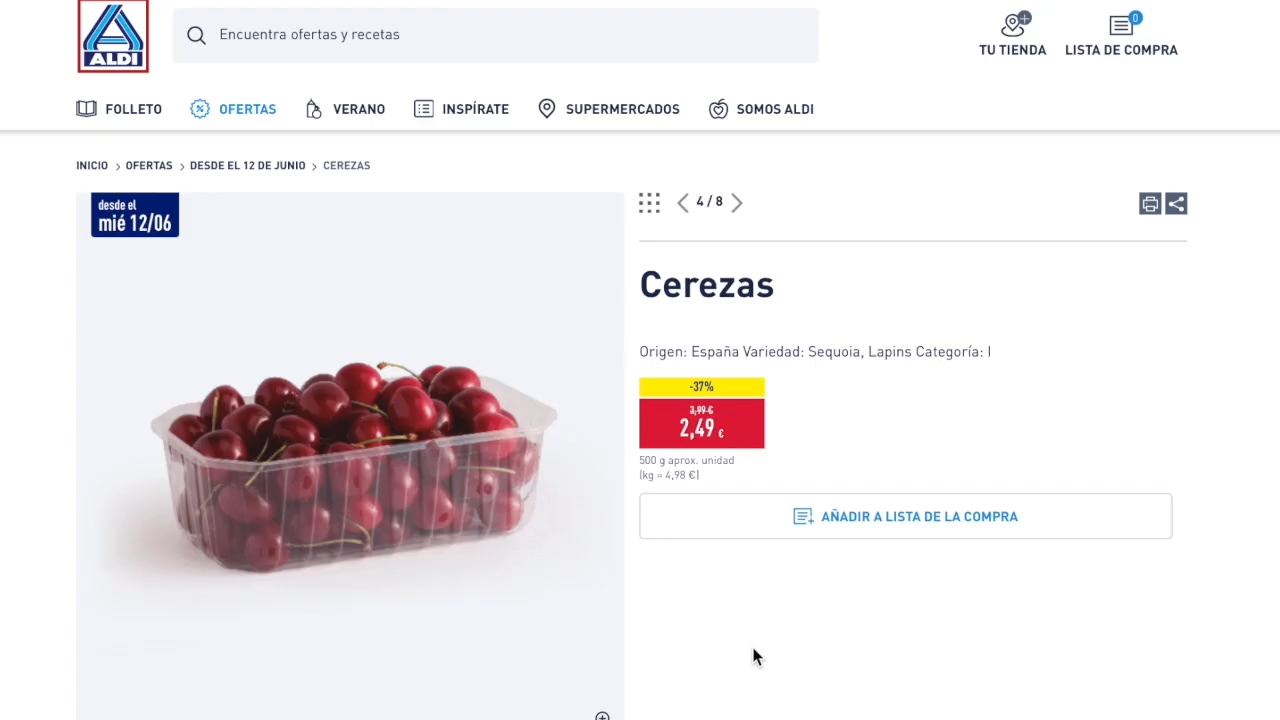 ALDI
Encuentra ofertas y recetas
TU TIENDA
0
LISTA DE COMPRA
FOLLETO
OFERTAS
VERANO
INSPÍRATE
SUPERMERCADOS
SOMOS ALDI
INICIO > OFERTAS > DESDE EL 12 DE JUNIO > CEREZAS
desde el
mié 12/06
4 / 8
Cerezas
Origen: España Variedad: Sequoia, Lapins Categoría: I
-37%
3,99 €
2,49 €
500 g aprox. unidad
(kg = 4,98 €)
AÑADIR A LISTA DE LA COMPRA